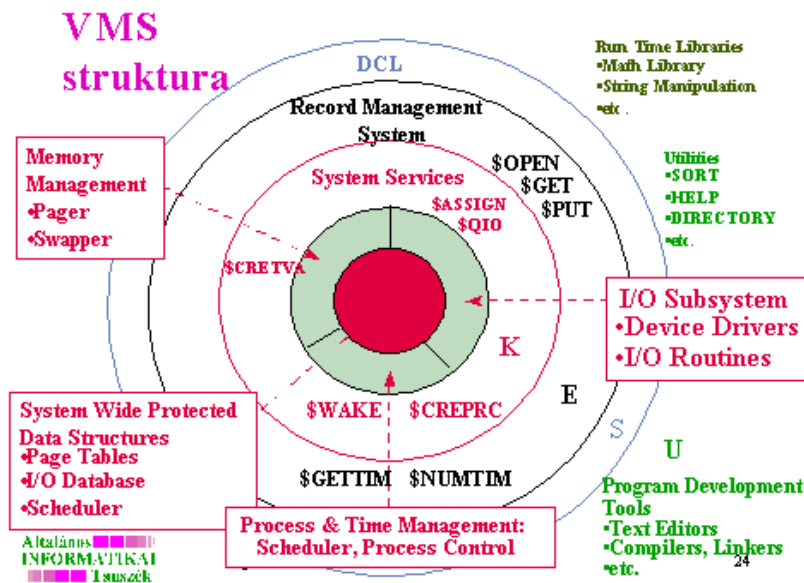 VMS
struktura
DCL
Run Time Libraries
•Math Library
•String Manipulation
•etc.
Record Management
System
Memory
Management
•Pager
•Swapper
System Services
$OPEN
$GET
$PUT
$ASSIGN
$QIO
Utilities
•SORT
•HELP
•DIRECTORY
•etc.
$CRETVA
I/O Subsystem
•Device Drivers
•I/O Routines
K
E
S
U
System Wide Protected
Data Structures
•Page Tables
•I/O Database
•Scheduler
$WAKE
$CREPRC
$GETTIM
$NUMTIM
Process & Time Management:
Scheduler, Process Control
Program Development
Tools
•Text Editors
•Compilers, Linkers
•etc.
Általános
INFORMATIKAI
Tanszék
24